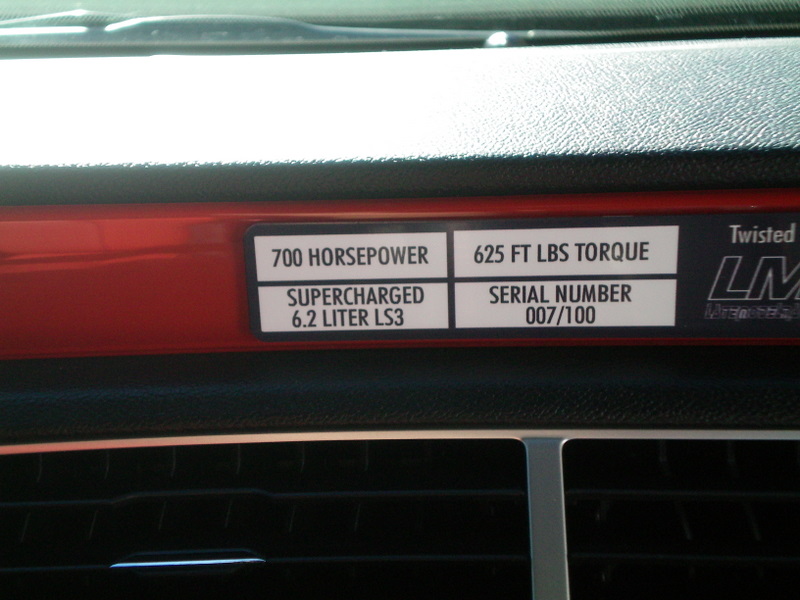 700 HORSEPOWER
625 FT LBS TORQUE
SUPERCHARGED
6.2 LITER LS3
SERIAL NUMBER
007/100
Twisted